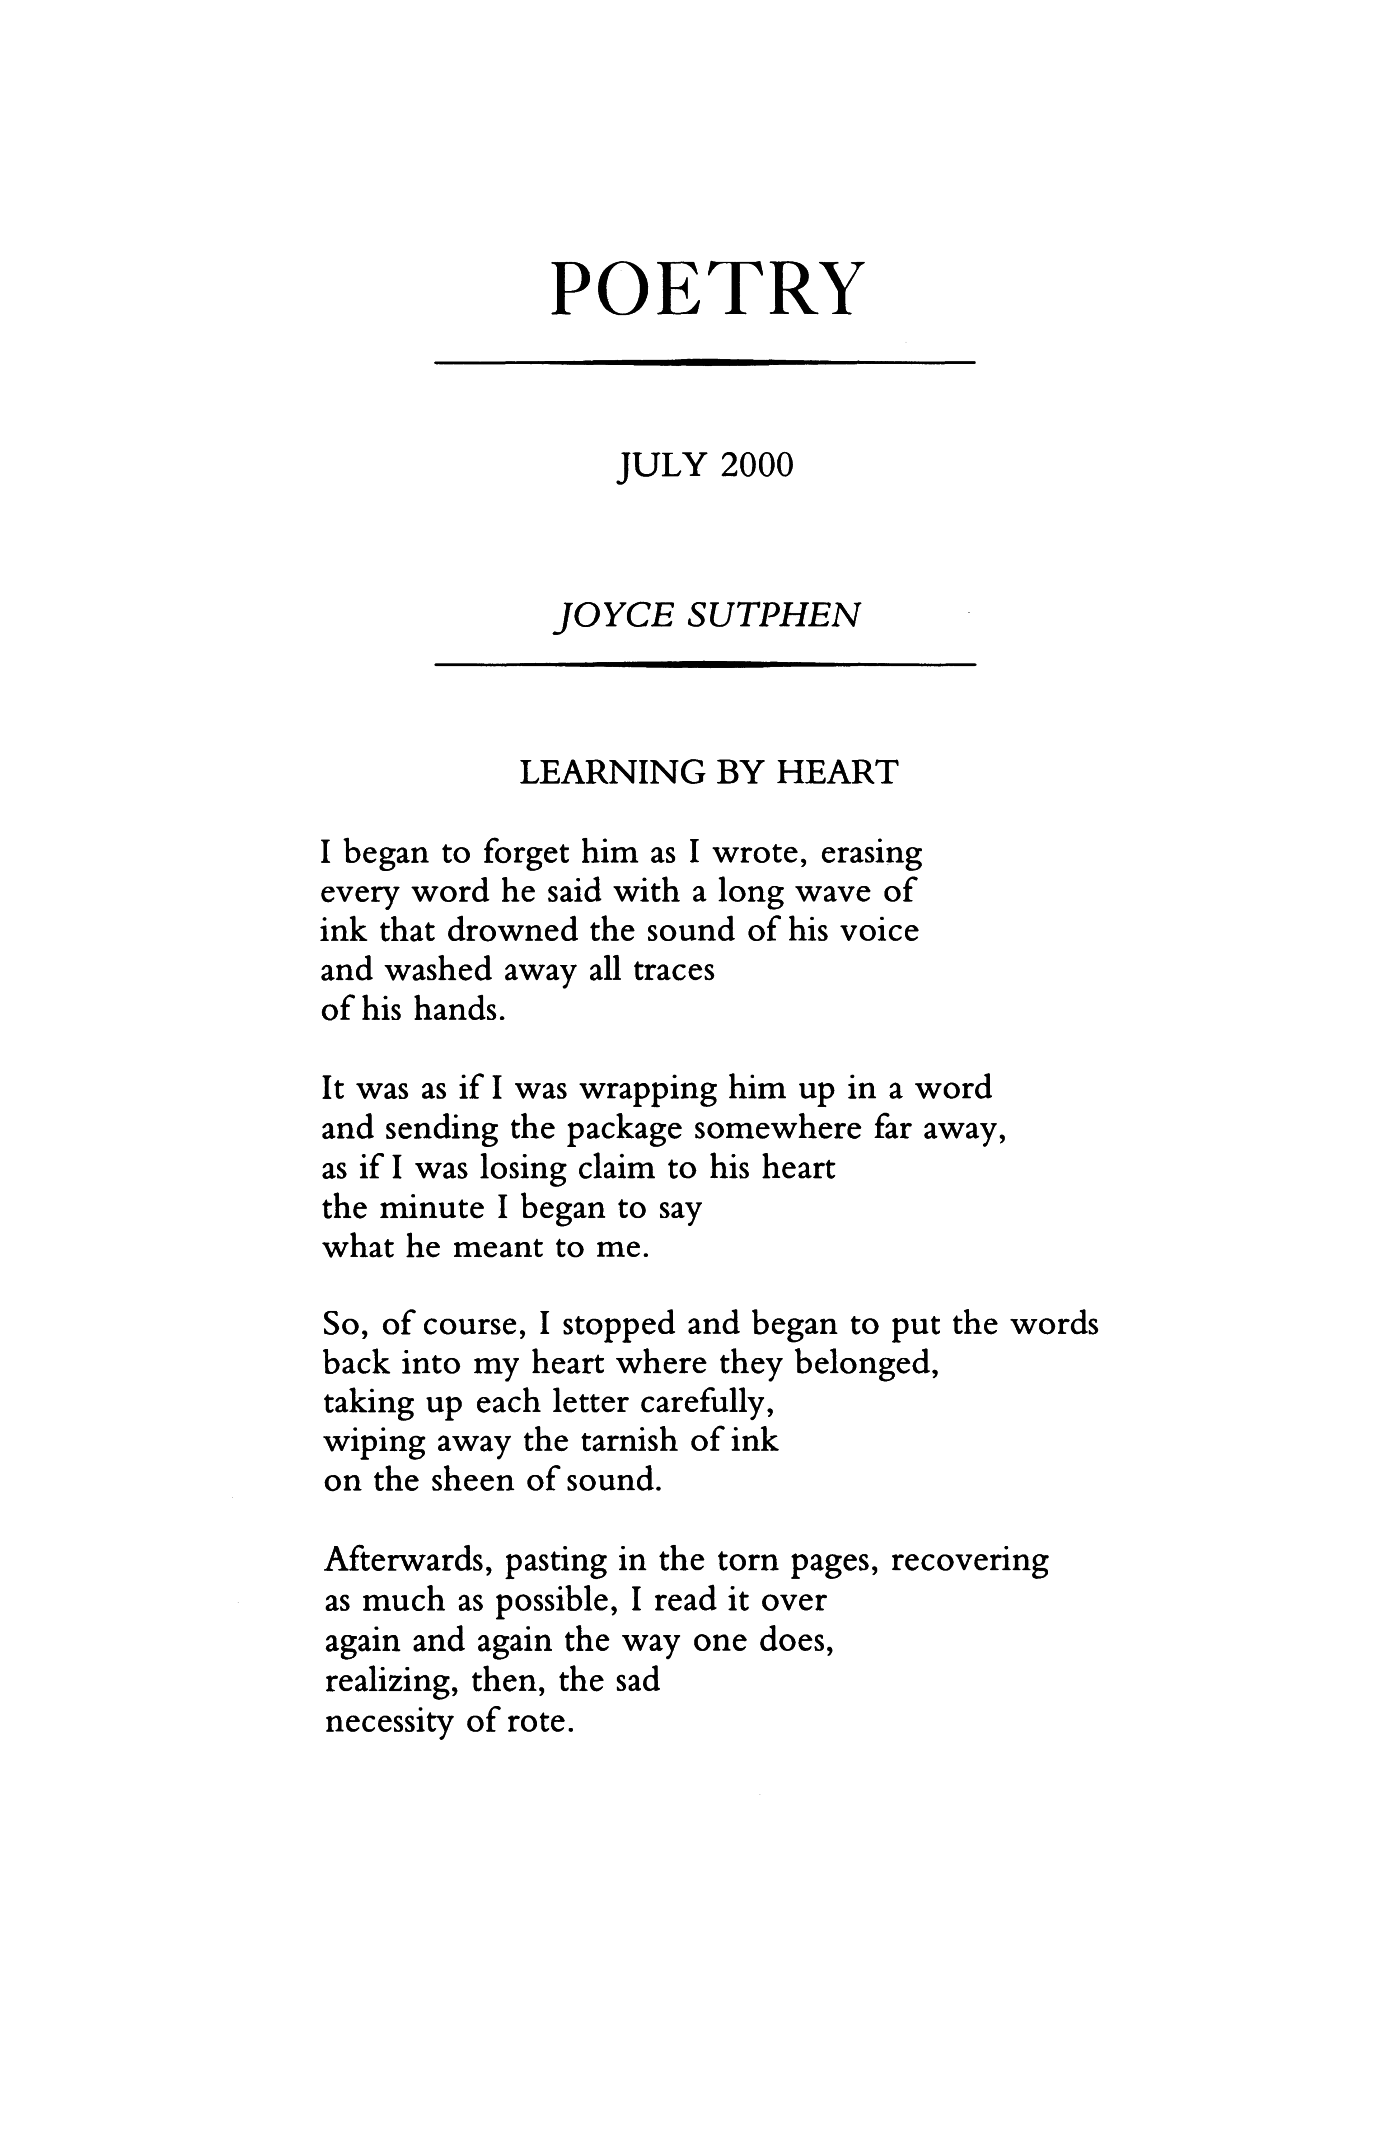 POETRY
JULY 2000
JOYCE SUTPHEN
LEARNING BY HEART
I began to forget him as I wrote, erasing
every word he said with a long wave of
ink that drowned the sound of his voice
and washed away all traces
of his hands.
It was as if I was wrapping him up in a word
and sending the package somewhere far away,
as if I was losing claim to his heart
the minute I began to say
what he meant to me.
So, of course, I stopped and began to put the words
back into my heart where they belonged,
taking up each letter carefully,
wiping away the tarnish of ink
on the sheen of sound.
Afterwards, pasting in the torn pages, recovering
as much as possible, I read it over
again and again the way one does,
realizing, then, the sad
necessity of rote.